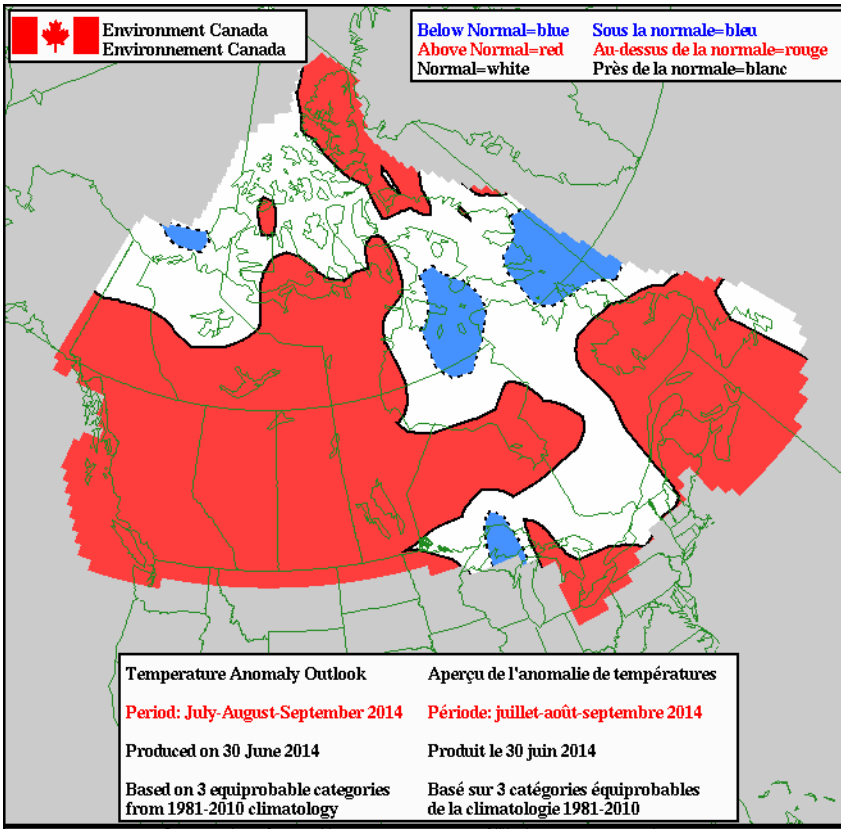 Environment Canada
Environnement Canada
Below Normal=blue Sous la normale=bleu
Above Normal=red Au-dessus de la normale=rouge
Normal=white Près de la normale=blanc
Temperature Anomaly Outlook Aperçu de l'anomalie de températures
Period: July-August-September 2014 Période: juillet-août-septembre 2014
Produced on 30 June 2014 Produit le 30 juin 2014
Based on 3 equiprobable categories Basé sur 3 catégories équiprobables
from 1981-2010 climatology de la climatologie 1981-2010